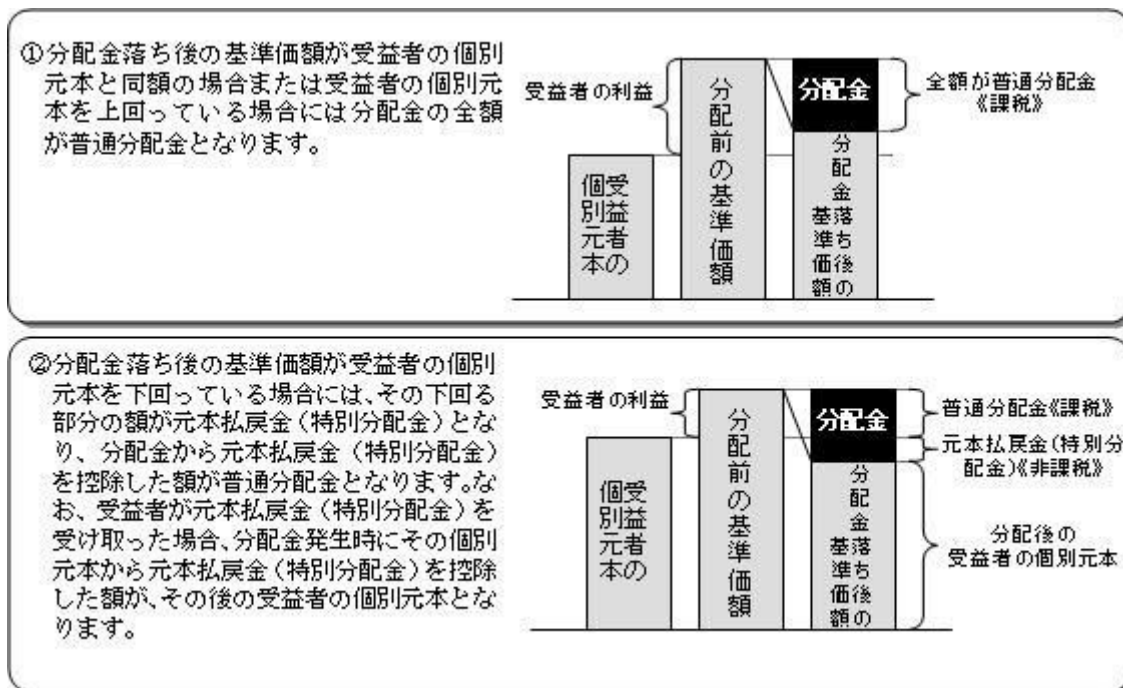 ①分配金落ち後の基準価額が受益者の個別
元本と同額の場合または受益者の個別元
本を上回っている場合には分配金の全額
が普通分配金となります。
受益者の利益
受益者の
個別元本
分配前の基準価額
分配金
分配金落ち後の
基準価額
全額が普通分配金
《課税》
②分配金落ち後の基準価額が受益者の個別
元本を下回っている場合には、その下回る
部分の額が元本払戻金(特別分配金)とな
り、分配金から元本払戻金(特別分配金)
を控除した額が普通分配金となります。な
お、受益者が元本払戻金(特別分配金)を
受け取った場合、分配金発生時にその個別
元本から元本払戻金(特別分配金)を控除
した額が、その後の受益者の個別元本とな
ります。
受益者の利益
受益者の
個別元本
分配前の基準価額
分配金
分配金落ち後の
基準価額
普通分配金《課税》
元本払戻金(特別分
配金)《非課税》
分配後の
受益者の個別元本